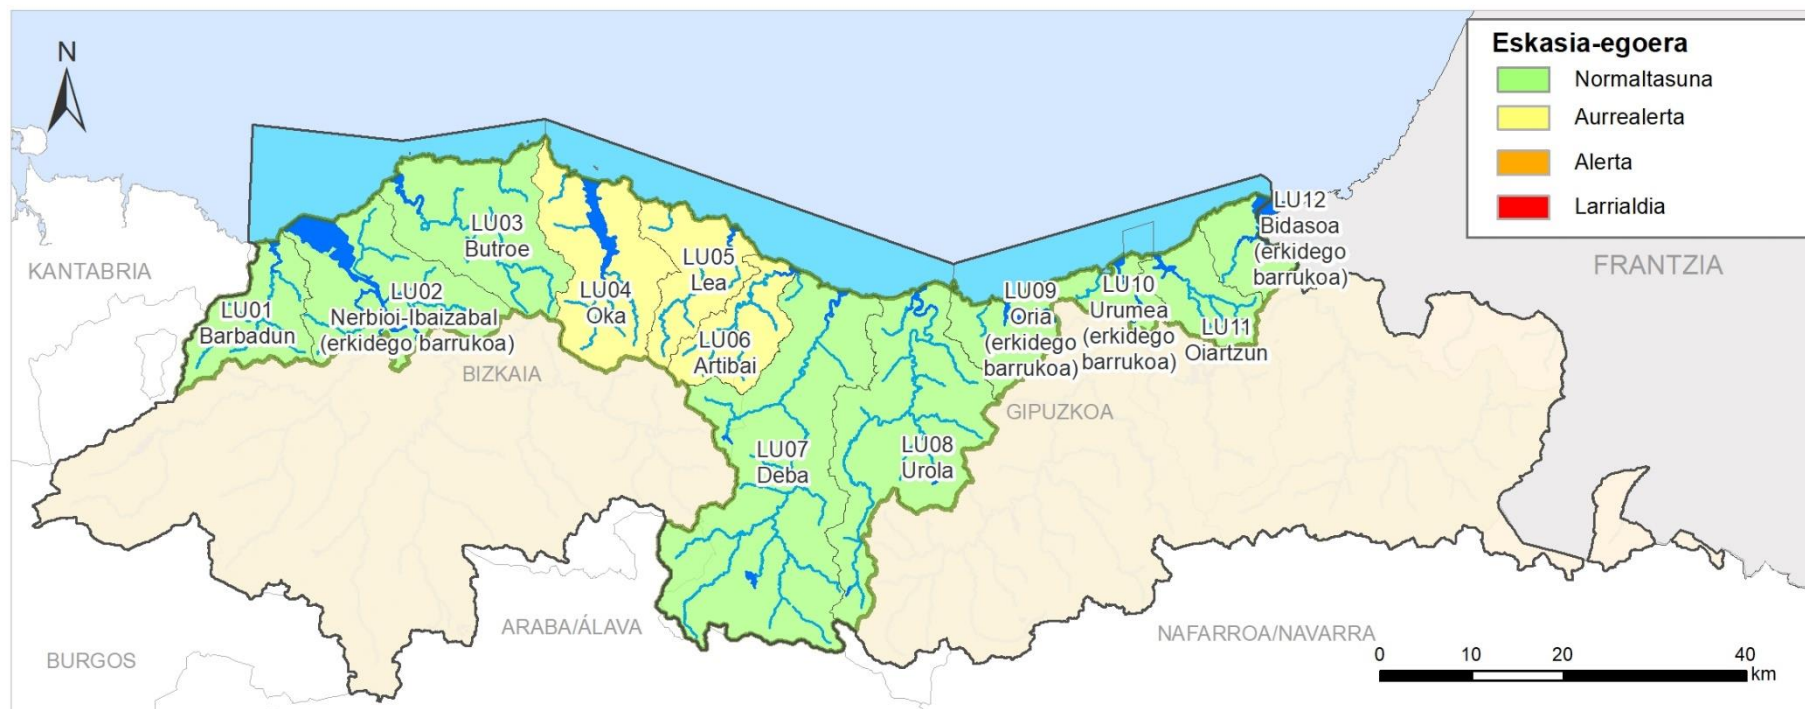 N
Eskasia-egoera
Normaltasuna
Aurrealerta
Alerta
Larrialdia
KANTABRIA
FRANTZIA
LU01
Barbadun
LU02
Nerbioi-Ibaizabal
(erkidego barrukoa)
LU03
Butroe
LU04
Oka
LU05
Lea
LU06
Artibai
LU07
Deba
LU08
Urola
LU09
Oria
(erkidego
barrukoa)
LU10
Urumea
(erkidego
barrukoa)
LU11
Oiartzun
LU12
Bidasoa
(erkidego
barrukoa)
BIZKAIA
GIPUZKOA
ARABA/ÁLAVA
NAFARROA/NAVARRA
BURGOS
0 10 20 40
km